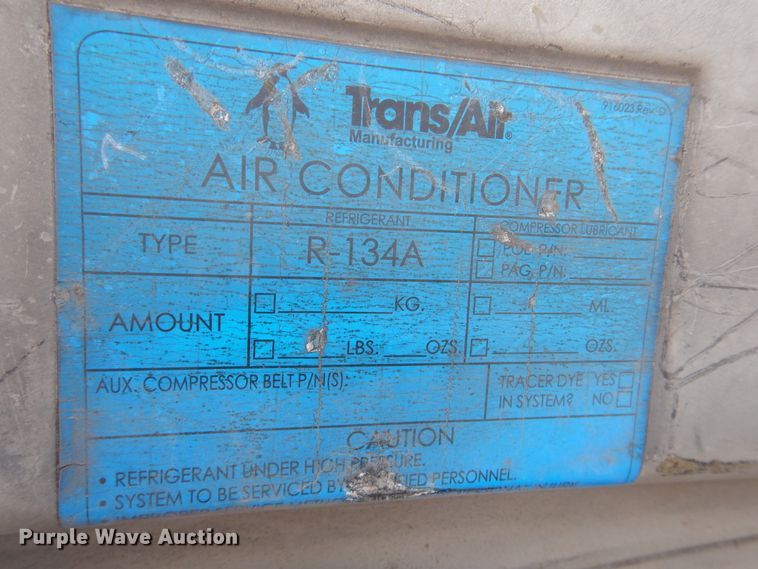 916023 Rev. D
Trans/Air®
Manufacturing
AIR CONDITIONER
REFRIGERANT
COMPRESSOR LUBRICANT
TYPE
R-134A
POE P/N:
PAG P/N:
AMOUNT
KG.
ML.
LBS. OZS.
OZS.
AUX. COMPRESSOR BELT P/N(S):
TRACER DYE YES
IN SYSTEM? NO
CAUTION
• REFRIGERANT UNDER HIGH PRESSURE.
• SYSTEM TO BE SERVICED BY QUALIFIED PERSONNEL.
Purple Wave Auction